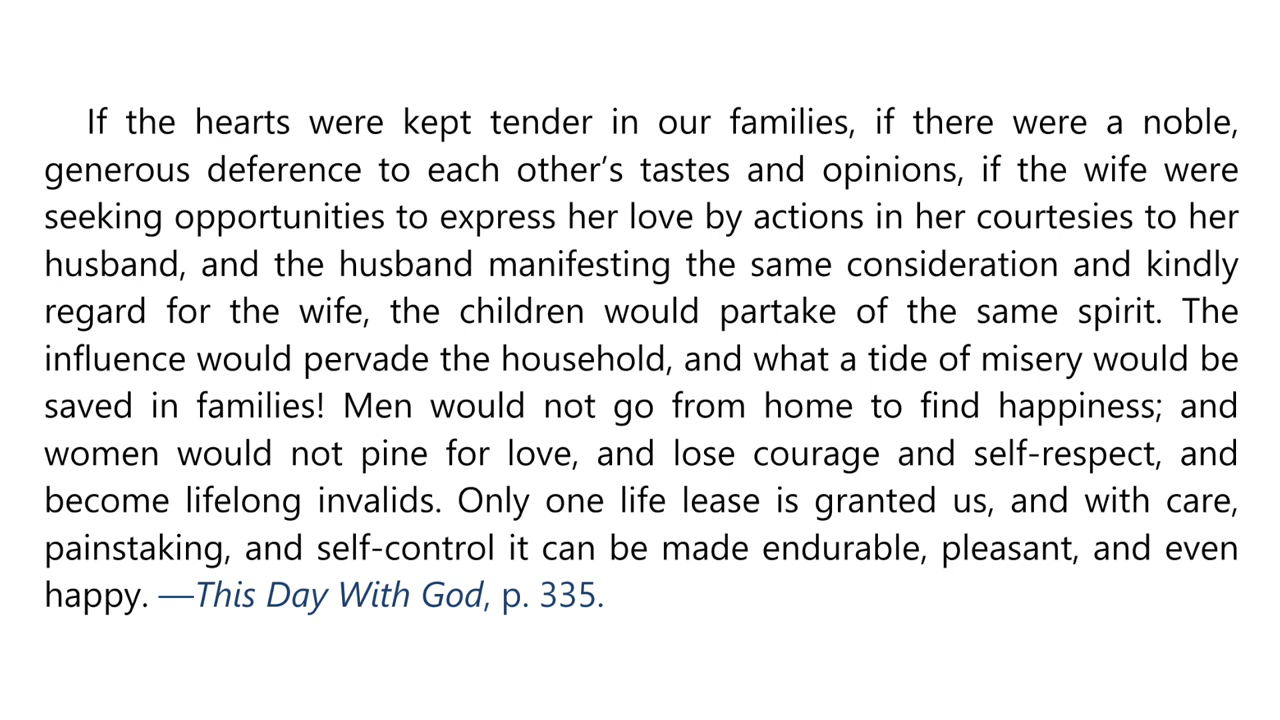 If the hearts were kept tender in our families, if there were a noble,
generous deference to each other’s tastes and opinions, if the wife were
seeking opportunities to express her love by actions in her courtesies to her
husband, and the husband manifesting the same consideration and kindly
regard for the wife, the children would partake of the same spirit. The
influence would pervade the household, and what a tide of misery would be
saved in families! Men would not go from home to find happiness; and
women would not pine for love, and lose courage and self-respect, and
become lifelong invalids. Only one life lease is granted us, and with care,
painstaking, and self-control it can be made endurable, pleasant, and even
happy. —This Day With God, p. 335.